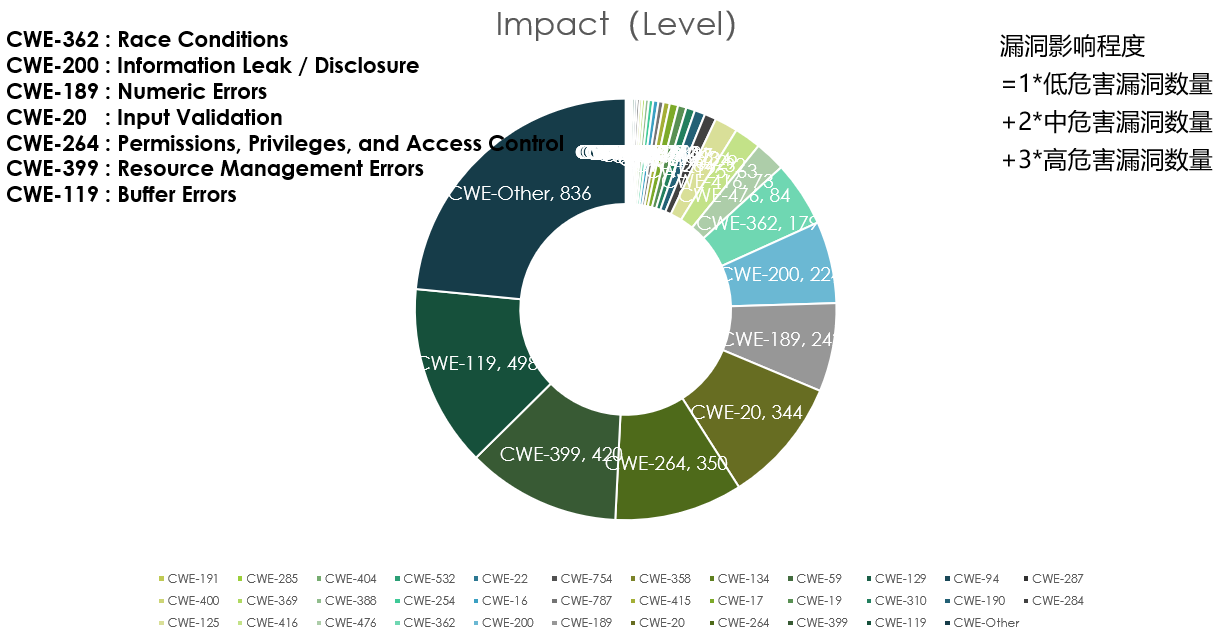 Impact（Level）
CWE-362 : Race Conditions
CWE-200 : Information Leak / Disclosure
CWE-189 : Numeric Errors
CWE-20 : Input Validation
CWE-264 : Permissions, Privileges, and Access Control
CWE-399 : Resource Management Errors
CWE-119 : Buffer Errors
漏洞影响程度
=1*低危害漏洞数量
+2*中危害漏洞数量
+3*高危害漏洞数量
CWE-Other, 836
CWE-416, 73
CWE-476, 84
CWE-362, 179
CWE-200,
CWE-189,
CWE-119, 498
CWE-20, 344
CWE-399, 420
CWE-264, 350
CWE-191 CWE-285 CWE-404 CWE-532 CWE-22 CWE-754 CWE-358 CWE-134 CWE-59 CWE-129 CWE-94 CWE-287
CWE-400 CWE-369 CWE-388 CWE-254 CWE-16 CWE-787 CWE-415 CWE-17 CWE-19 CWE-310 CWE-190 CWE-284
CWE-125 CWE-416 CWE-476 CWE-362 CWE-200 CWE-189 CWE-20 CWE-264 CWE-399 CWE-119 CWE-Other